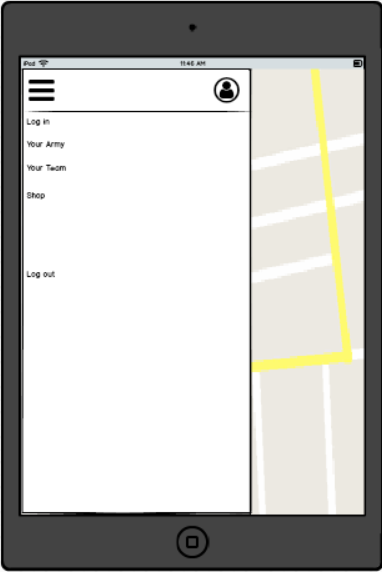 iPod
11:46 AM
Log in
Your Army
Your Team
Shop
Log out